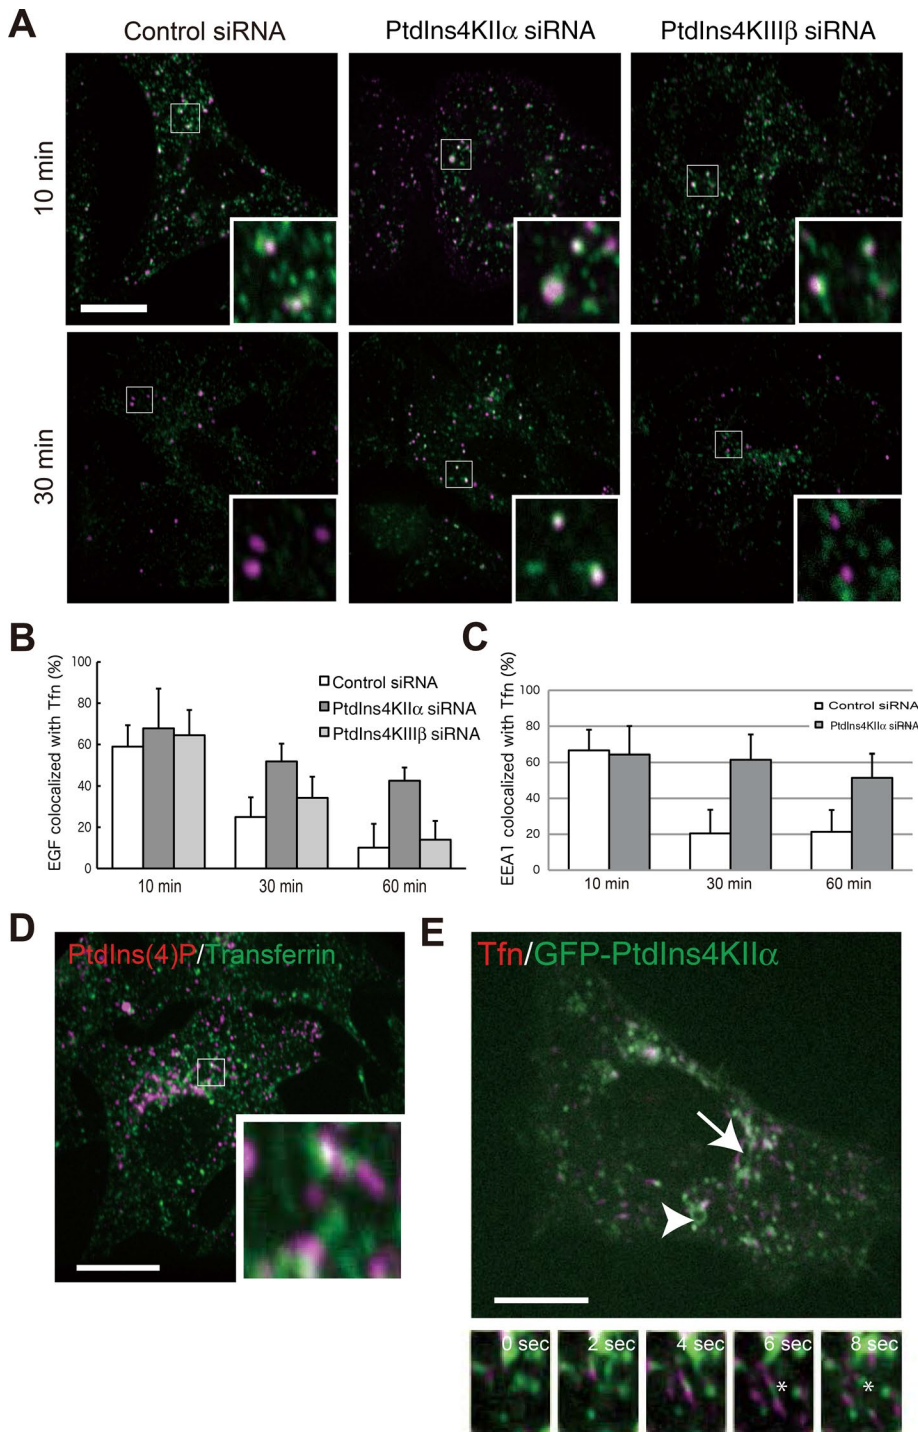 A
Control siRNA
PtdIns4KIIα siRNA
PtdIns4KIIIβ siRNA
10 min
30 min
B
EGF colocalized with Tfn (%)
100
80
60
40
20
0
Control siRNA
PtdIns4KIIα siRNA
PtdIns4KIIIβ siRNA
10 min
30 min
60 min
C
EEA1 colocalized with Tfn (%)
100
80
60
40
20
0
Control siRNA
PtdIns4KIIα siRNA
10 min
30 min
60 min
D
PtdIns(4)P/Transferrin
E
Tfn/GFP-PtdIns4KIIα
0 sec
2 sec
4 sec
6 sec
8 sec
*
*